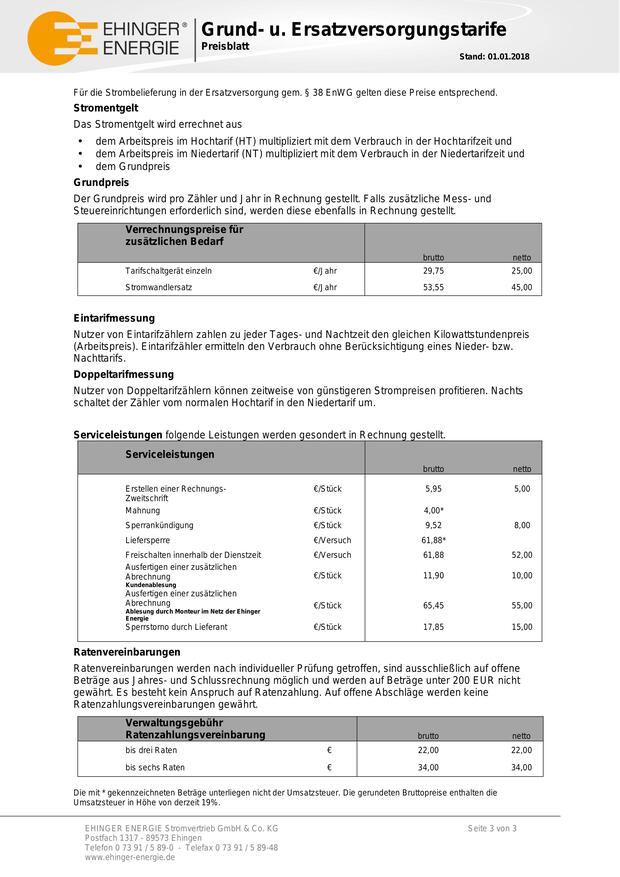 EHINGER®
ENERGIE
Grund- u. Ersatzversorgungstarife
Preisblatt
Stand: 01.01.2018
Für die Strombelieferung in der Ersatzversorgung gem. § 38 EnWG gelten diese Preise entsprechend.
Stromentgelt
Das Stromentgelt wird errechnet aus
• dem Arbeitspreis im Hochtarif (HT) multipliziert mit dem Verbrauch in der Hochtarifzeit und
• dem Arbeitspreis im Niedertarif (NT) multipliziert mit dem Verbrauch in der Niedertarifzeit und
• dem Grundpreis
Grundpreis
Der Grundpreis wird pro Zähler und Jahr in Rechnung gestellt. Falls zusätzliche Mess- und
Steuereinrichtungen erforderlich sind, werden diese ebenfalls in Rechnung gestellt.
Verrechnungspreise für
zusätzlichen Bedarf
brutto netto
Tarifschaltgerät einzeln €/Jahr 29,75 25,00
Stromwandlersatz €/Jahr 53,55 45,00
Eintarifmessung
Nutzer von Eintarifzählern zahlen zu jeder Tages- und Nachtzeit den gleichen Kilowattstundenpreis
(Arbeitspreis). Eintarifzähler ermitteln den Verbrauch ohne Berücksichtigung eines Nieder- bzw.
Nachttarifs.
Doppeltarifmessung
Nutzer von Doppeltarifzählern können zeitweise von günstigeren Strompreisen profitieren. Nachts
schaltet der Zähler vom normalen Hochtarif in den Niedertarif um.
Serviceleistungen folgende Leistungen werden gesondert in Rechnung gestellt.
Serviceleistungen
brutto netto
Erstellen einer Rechnungs- €/Stück 5,95 5,00
Zweitschrift
Mahnung €/Stück 4,00*
Sperrankündigung €/Stück 9,52 8,00
Liefersperre €/Versuch 61,88*
Freischalten innerhalb der Dienstzeit €/Versuch 61,88 52,00
Ausfertigen einer zusätzlichen
Abrechnung €/Stück 11,90 10,00
Kundenablesung
Ausfertigen einer zusätzlichen
Abrechnung €/Stück 65,45 55,00
Ablesung durch Monteur im Netz der Ehinger
Energie
Sperrstorno durch Lieferant €/Stück 17,85 15,00
Ratenvereinbarungen
Ratenvereinbarungen werden nach individueller Prüfung getroffen, sind ausschließlich auf offene
Beträge aus Jahres- und Schlussrechnung möglich und werden auf Beträge unter 200 EUR nicht
gewährt. Es besteht kein Anspruch auf Ratenzahlung. Auf offene Abschläge werden keine
Ratenzahlungsvereinbarungen gewährt.
Verwaltungsgebühr
Ratenzahlungsvereinbarung
brutto netto
bis drei Raten € 22,00 22,00
bis sechs Raten € 34,00 34,00
Die mit * gekennzeichneten Beträge unterliegen nicht der Umsatzsteuer. Die gerundeten Bruttopreise enthalten die
Umsatzsteuer in Höhe von derzeit 19%.
EHINGER ENERGIE Stromvertrieb GmbH & Co. KG Seite 3 von 3
Postfach 1317 - 89573 Ehingen
Telefon 0 73 91 / 5 89-0 - Telefax 0 73 91 / 5 89-48
www.ehinger-energie.de